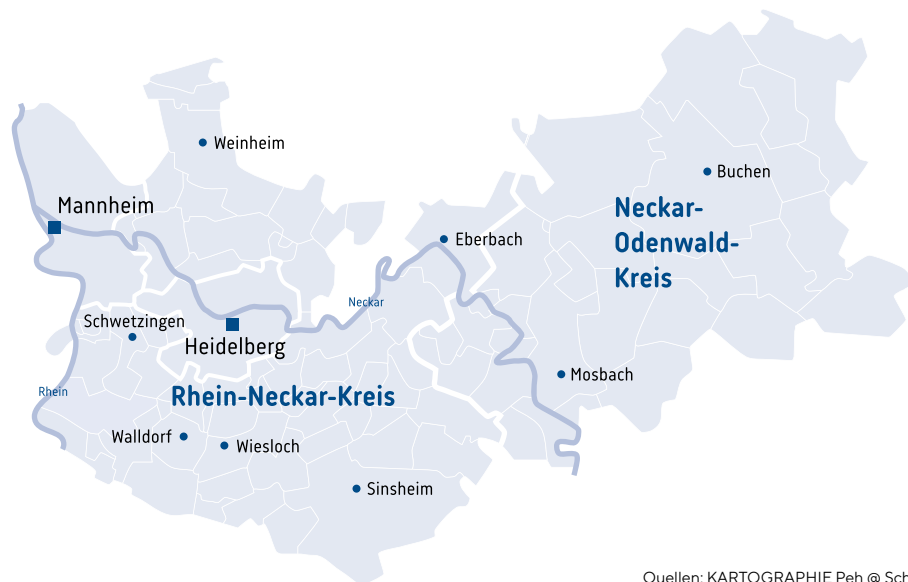 Weinheim
Buchen
Mannheim
Neckar-
Odenwald-
Kreis
Eberbach
Neckar
Schwetzingen
Heidelberg
Mosbach
Rhein
Rhein-Neckar-Kreis
Walldorf
Wiesloch
Sinsheim
Quellen: KARTOGRAPHIE Peh @ Sch